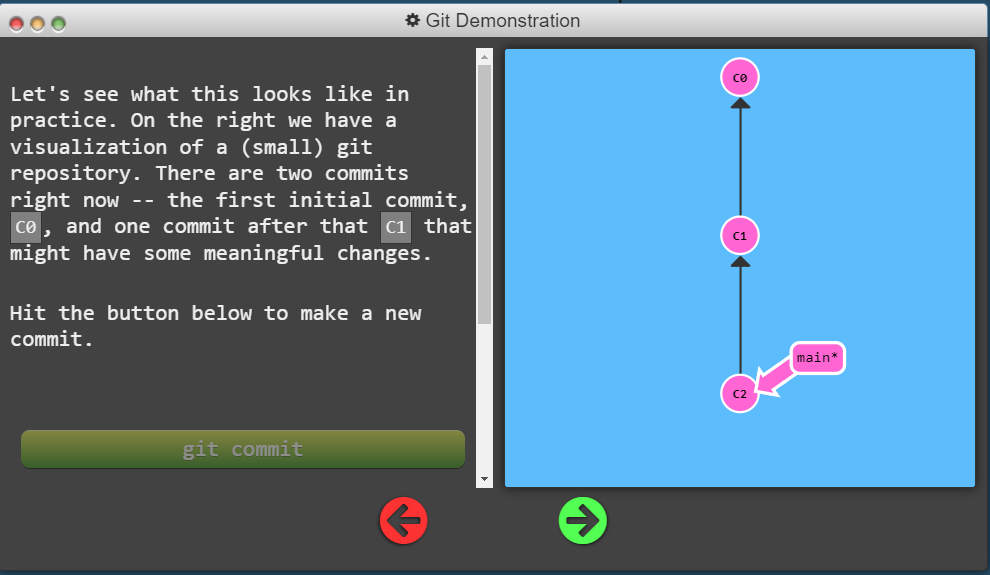 Git Demonstration
Let's see what this looks like in
practice. On the right we have a
visualization of a (small) git
repository. There are two commits
right now -- the first initial commit,
C0, and one commit after that C1 that
might have some meaningful changes.
Hit the button below to make a new
commit.
git commit
C0
C1
main*
C2